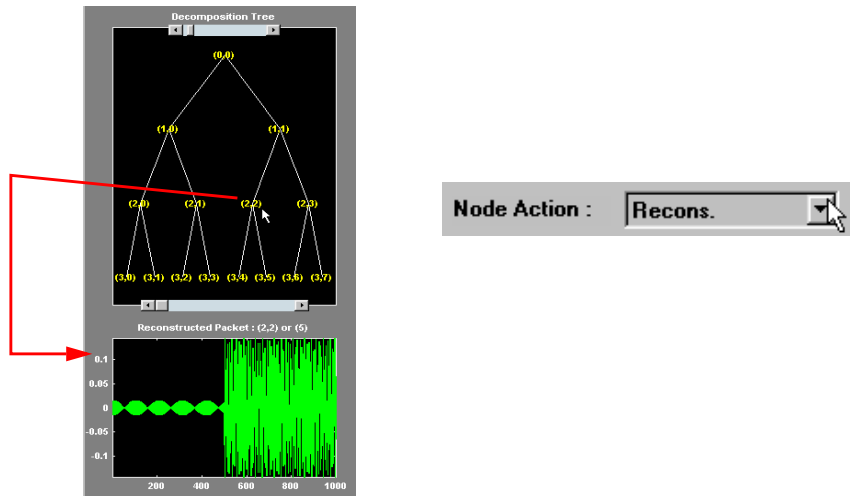 Decomposition Tree
(0,0)
(1,0) (1,1)
(2,0) (2,1) (2,2) (2,3)
(3,0) (3,1) (3,2) (3,3) (3,4) (3,5) (3,6) (3,7)
Reconstructed Packet : (2,2) or (5)
0.1
0.05
0
-0.05
-0.1
200 400 600 800 1000
Node Action : Recons.